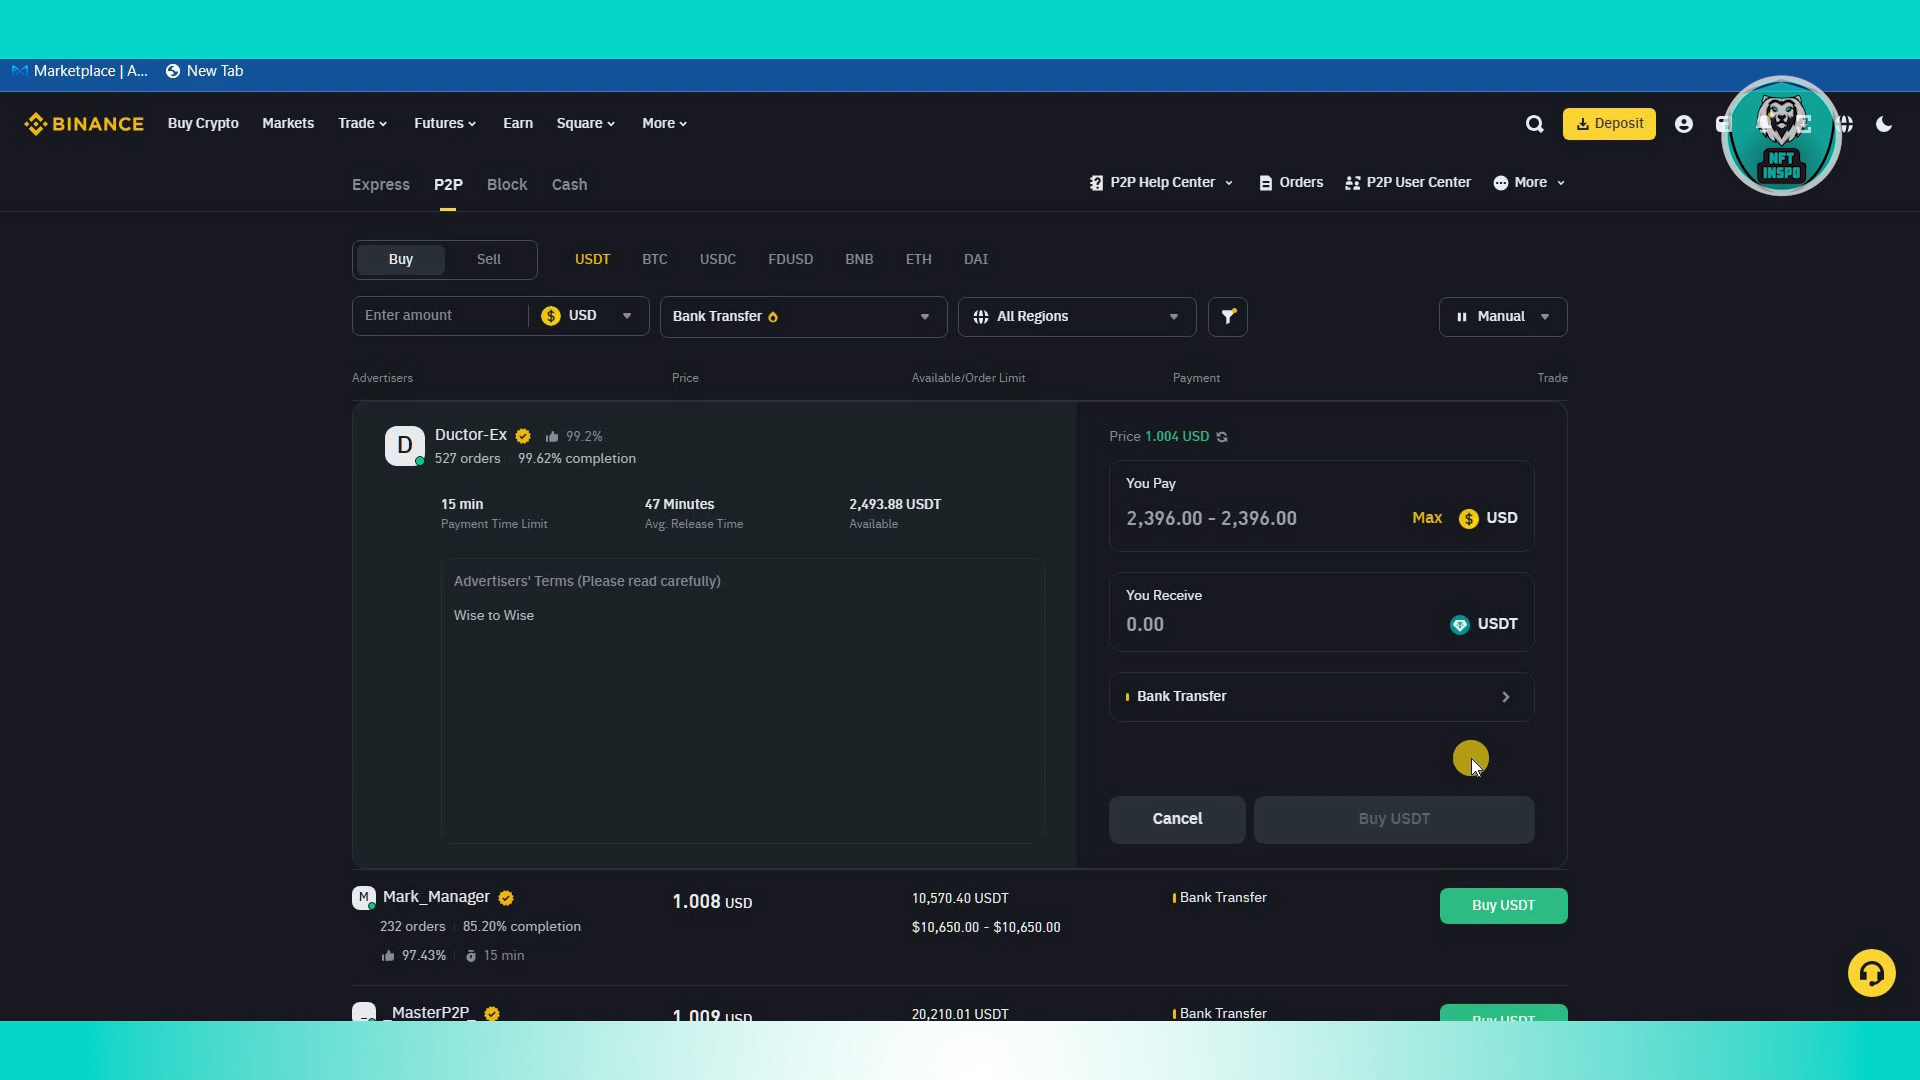 Marketplace | A...
New Tab
BINANCE
Buy Crypto
Markets
Trade
Futures
Earn
Square
More
Deposit
NFT
INSPO
Express
P2P
Block
Cash
P2P Help Center
Orders
P2P User Center
More
Buy
Sell
USDT
BTC
USDC
FDUSD
BNB
ETH
DAI
Enter amount
USD
Bank Transfer
All Regions
Manual
Advertisers
Price
Available/Order Limit
Payment
Trade
D
Ductor-Ex
99.2%
527 orders
99.62% completion
15 min
47 Minutes
2,493.88 USDT
Payment Time Limit
Avg. Release Time
Available
Advertisers' Terms (Please read carefully)
Wise to Wise
Price 1.004 USD
You Pay
2,396.00 - 2,396.00
Max
USD
You Receive
0.00
USDT
Bank Transfer
Cancel
Buy USDT
M
Mark_Manager
232 orders
85.20% completion
97.43%
15 min
1.008 USD
10,570.40 USDT
$10,650.00 - $10,650.00
Bank Transfer
Buy USDT
_MasterP2P_
1.009 USD
20,210.01 USDT
Bank Transfer
Buy USDT